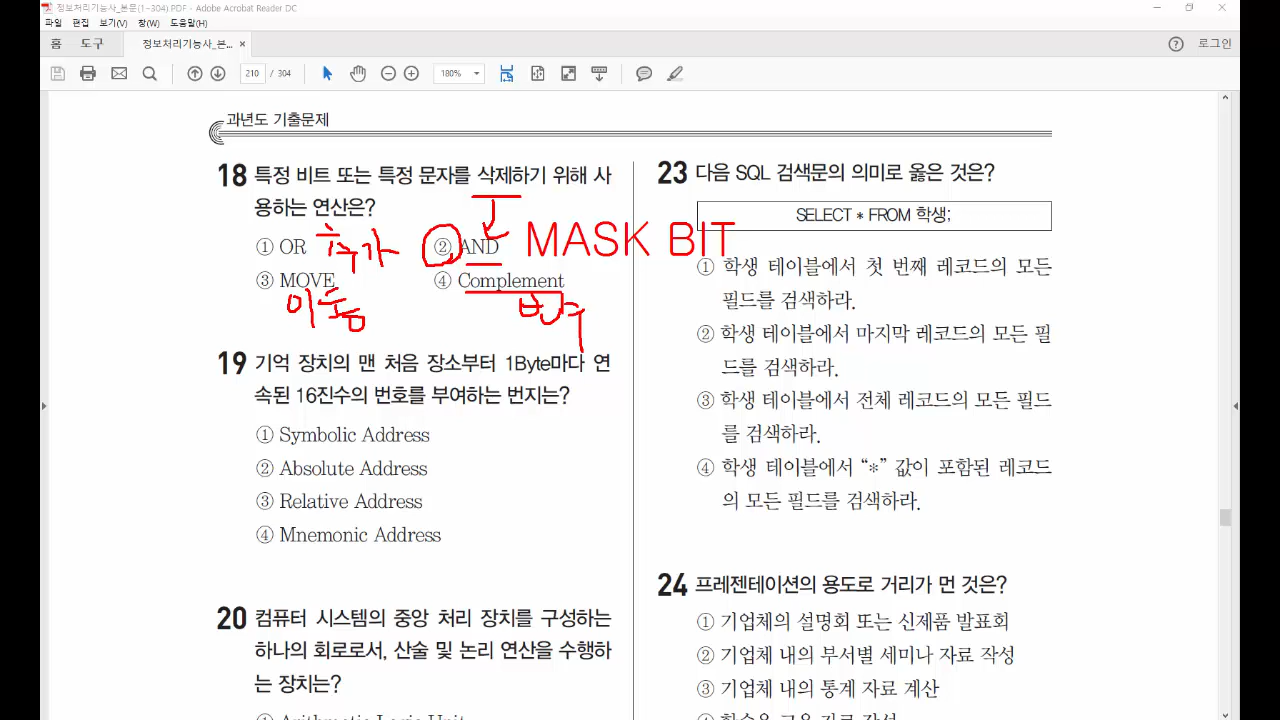 정보처리기능사_본문(1-304).PDF - Adobe Acrobat Reader DC
파일 편집 보기(V) 창(W) 도움말(H)
홈 도구 정보처리기능사_본문(... × 로그인
210 / 304 180%
과년도 기출문제
18 특정 비트 또는 특정 문자를 삭제하기 위해 사
용하는 연산은?
① OR 추가 ② AND MASK BIT
③ MOVE ④ Complement
이동 반주
19 기억 장치의 맨 처음 장소부터 1Byte마다 연
속된 16진수의 번호를 부여하는 번지는?
① Symbolic Address
② Absolute Address
③ Relative Address
④ Mnemonic Address
20 컴퓨터 시스템의 중앙 처리 장치를 구성하는
하나의 회로로서, 산술 및 논리 연산을 수행하
는 장치는?
① Arithmetic Logic Unit
23 다음 SQL 검색문의 의미로 옳은 것은?
SELECT * FROM 학생;
① 학생 테이블에서 첫 번째 레코드의 모든
필드를 검색하라.
② 학생 테이블에서 마지막 레코드의 모든 필
드를 검색하라.
③ 학생 테이블에서 전체 레코드의 모든 필드
를 검색하라.
④ 학생 테이블에서 “*” 값이 포함된 레코드
의 모든 필드를 검색하라.
24 프레젠테이션의 용도로 거리가 먼 것은?
① 기업체의 설명회 또는 신제품 발표회
② 기업체 내의 부서별 세미나 자료 작성
③ 기업체 내의 통계 자료 계산
④ 학습용 교육 자료 작성